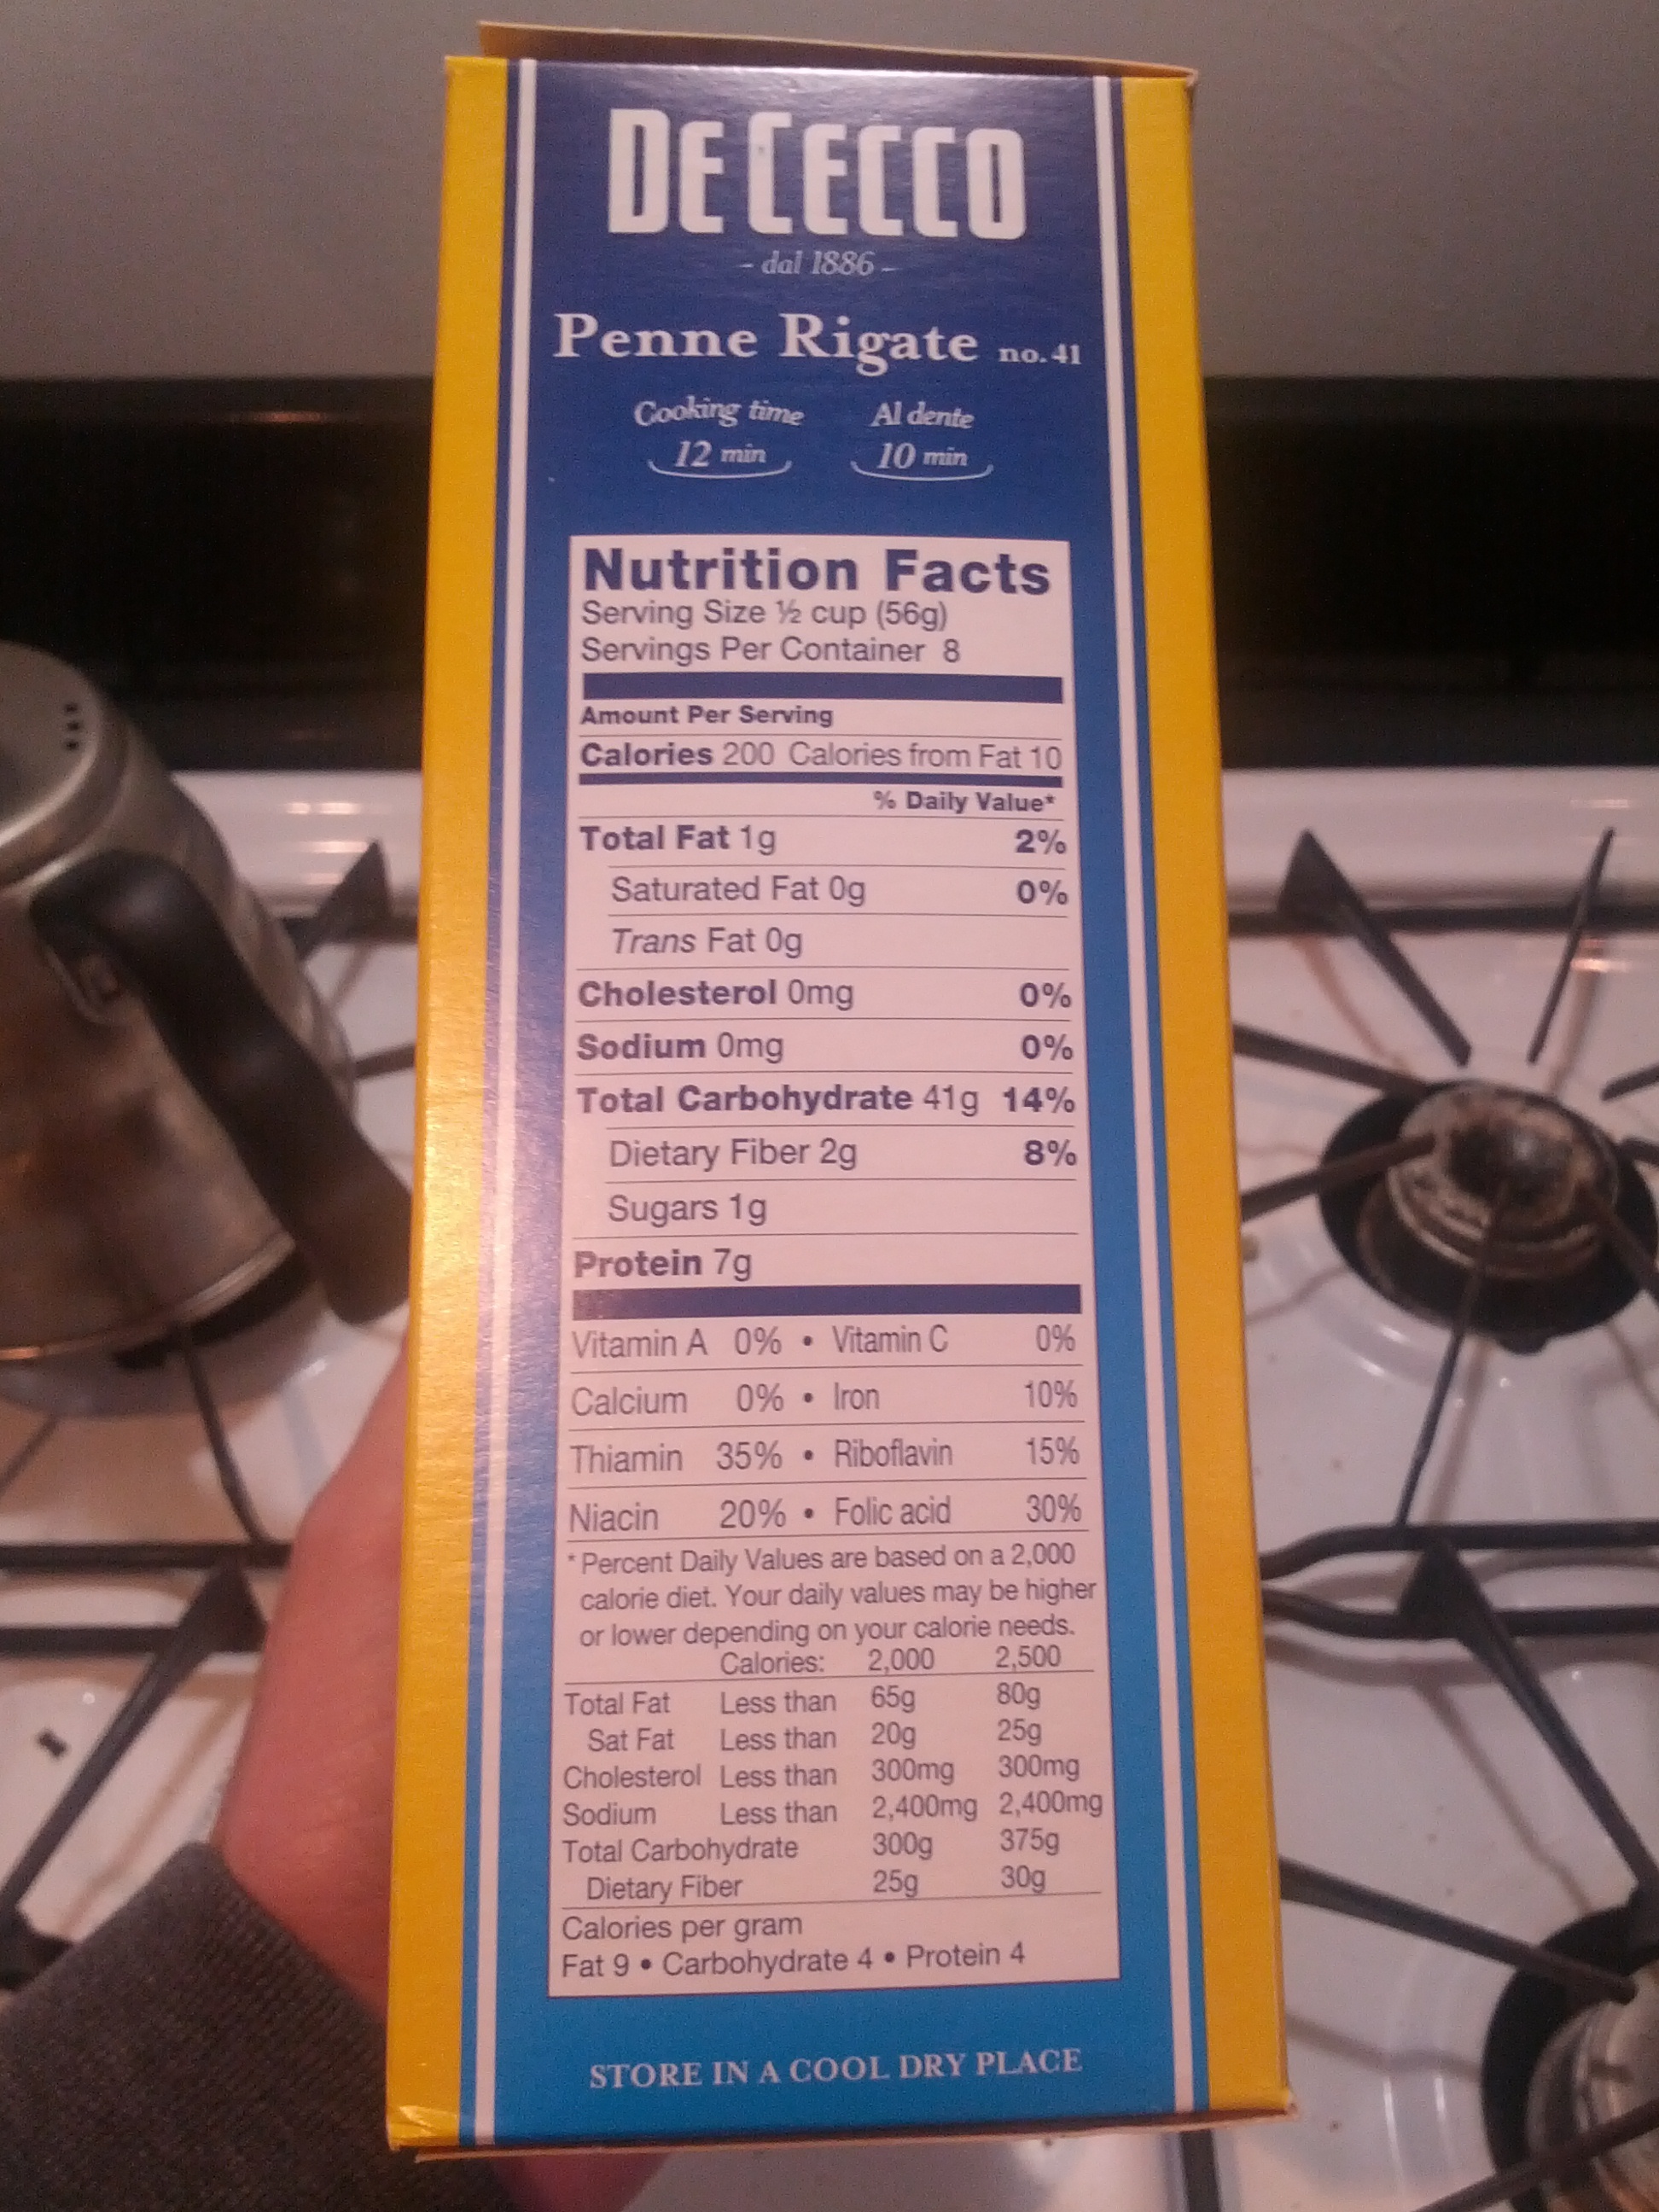 DE CECCO
- dal 1886 -
Penne Rigate no. 41
Cooking time Al dente
12 min 10 min
Nutrition Facts
Serving Size ½ cup (56g)
Servings Per Container 8
Amount Per Serving
Calories 200 Calories from Fat 10
% Daily Value*
Total Fat 1g 2%
Saturated Fat 0g 0%
Trans Fat 0g
Cholesterol 0mg 0%
Sodium 0mg 0%
Total Carbohydrate 41g 14%
Dietary Fiber 2g 8%
Sugars 1g
Protein 7g
Vitamin A 0% • Vitamin C 0%
Calcium 0% • Iron 10%
Thiamin 35% • Riboflavin 15%
Niacin 20% • Folic acid 30%
* Percent Daily Values are based on a 2,000
calorie diet. Your daily values may be higher
or lower depending on your calorie needs.
Calories: 2,000 2,500
Total Fat Less than 65g 80g
Sat Fat Less than 20g 25g
Cholesterol Less than 300mg 300mg
Sodium Less than 2,400mg 2,400mg
Total Carbohydrate 300g 375g
Dietary Fiber 25g 30g
Calories per gram
Fat 9 • Carbohydrate 4 • Protein 4
STORE IN A COOL DRY PLACE